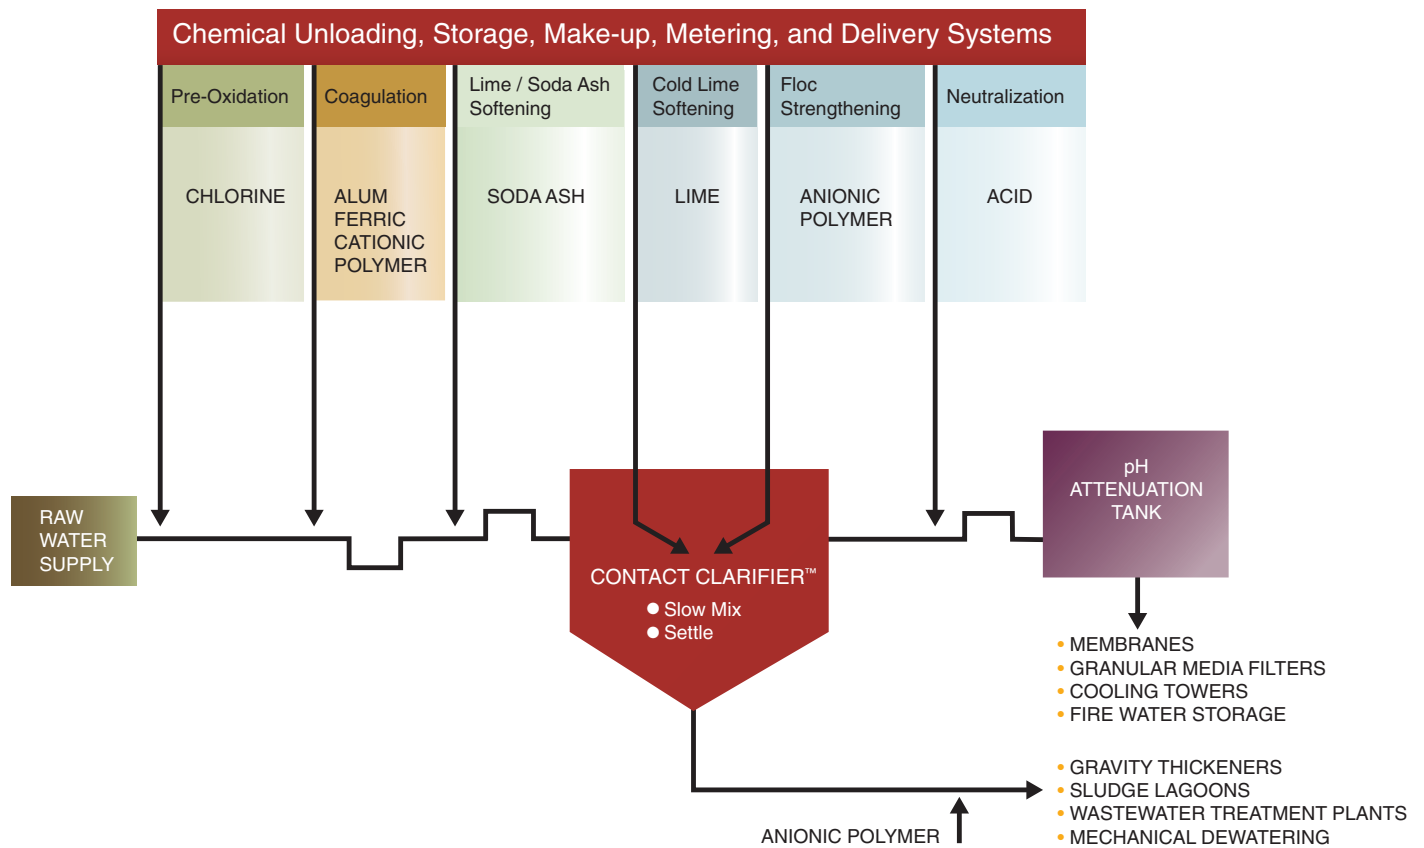 Chemical Unloading, Storage, Make-up, Metering, and Delivery Systems
Pre-Oxidation
Coagulation
Lime / Soda Ash
Softening
Cold Lime
Softening
Floc
Strengthening
Neutralization
CHLORINE
ALUM
FERRIC
CATIONIC
POLYMER
SODA ASH
LIME
ANIONIC
POLYMER
ACID
RAW
WATER
SUPPLY
CONTACT CLARIFIER™
● Slow Mix
● Settle
pH
ATTENUATION
TANK
• MEMBRANES
• GRANULAR MEDIA FILTERS
• COOLING TOWERS
• FIRE WATER STORAGE
• GRAVITY THICKENERS
• SLUDGE LAGOONS
• WASTEWATER TREATMENT PLANTS
• MECHANICAL DEWATERING
ANIONIC POLYMER